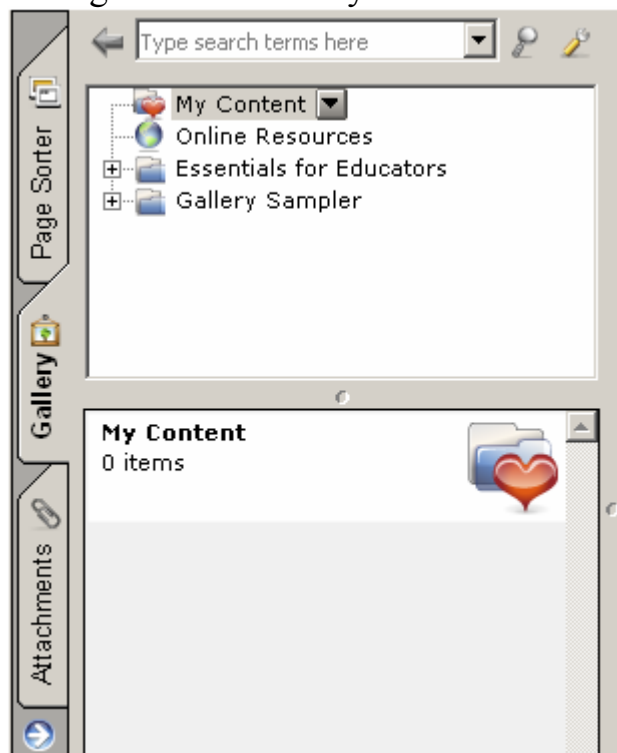 Type search terms here
My Content
Online Resources
Essentials for Educators
Gallery Sampler
My Content
0 items
Page Sorter
Gallery
Attachments